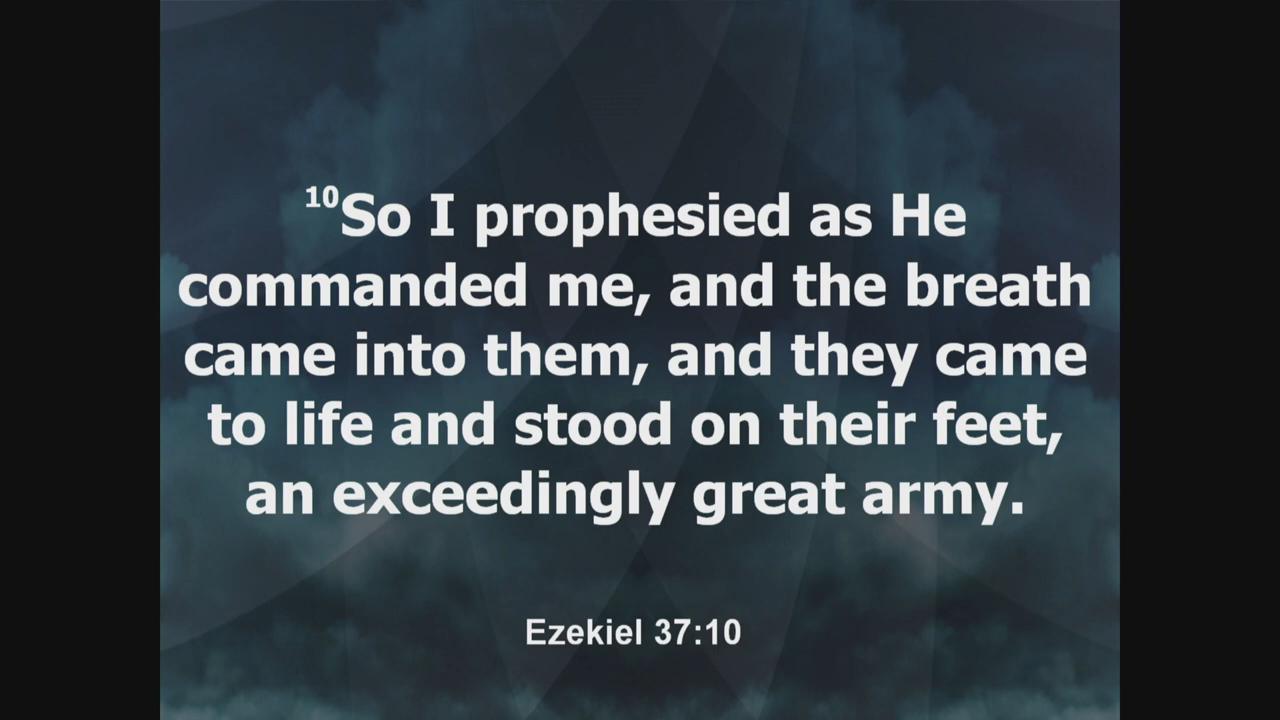 10So I prophesied as He
commanded me, and the breath
came into them, and they came
to life and stood on their feet,
an exceedingly great army.
Ezekiel 37:10